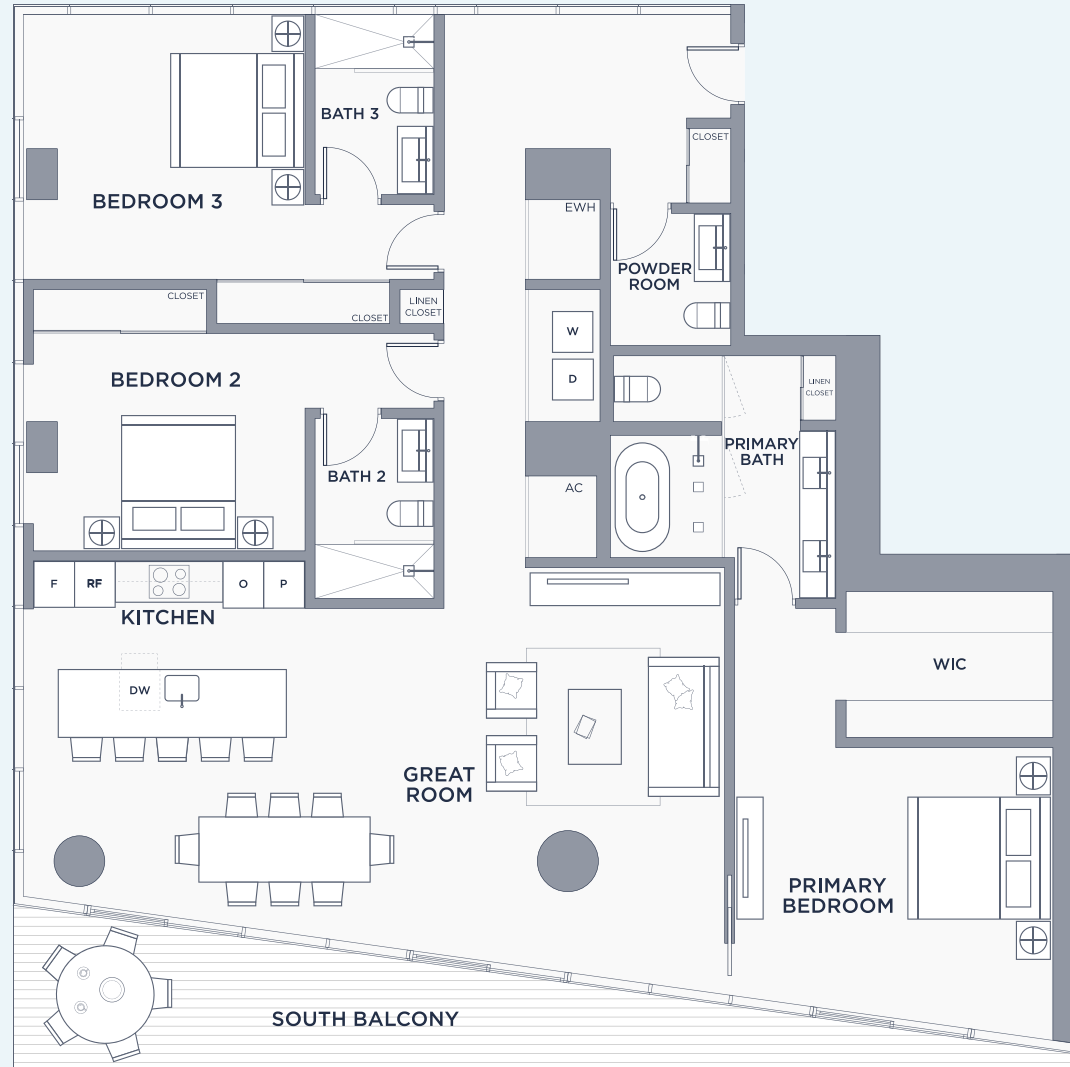 BATH 3
CLOSET
BEDROOM 3
EWH
POWDER
ROOM
CLOSET
LINEN
CLOSET
CLOSET
W
BEDROOM 2
D
LINEN
CLOSET
PRIMARY
BATH
BATH 2
AC
F
RF
O
P
KITCHEN
WIC
DW
GREAT
ROOM
PRIMARY
BEDROOM
SOUTH BALCONY